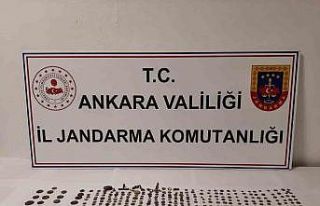 T.C.
ANKARA VALİLİĞİ
İL JANDARMA KOMUTANLIĞI